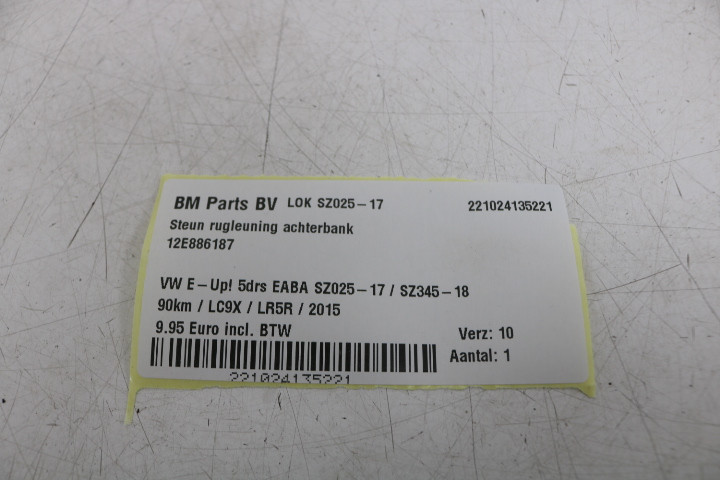 BM Parts BV LOK SZ025-17 221024135221
Steun rugleuning achterbank
12E886187
VW E-Up! 5drs EABA SZ025-17 / SZ345-18
90km / LC9X / LR5R / 2015
9.95 Euro incl. BTW Verz: 10
Aantal: 1
221024135221